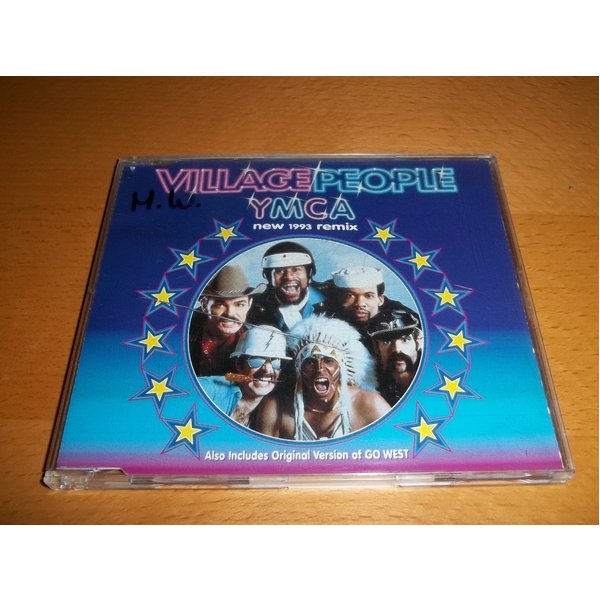 VILLAGE PEOPLE
M.W.
YMCA
new 1993 remix
Also Includes Original Version of GO WEST